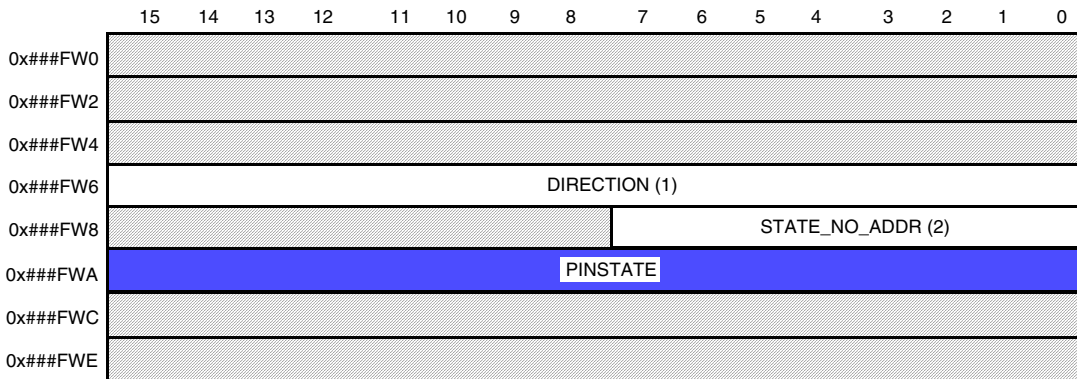 15 14 13 12 11 10 9 8 7 6 5 4 3 2 1 0
0x###FW0
0x###FW2
0x###FW4
0x###FW6 DIRECTION (1)
0x###FW8 STATE_NO_ADDR (2)
0x###FWA PINSTATE
0x###FWC
0x###FWE